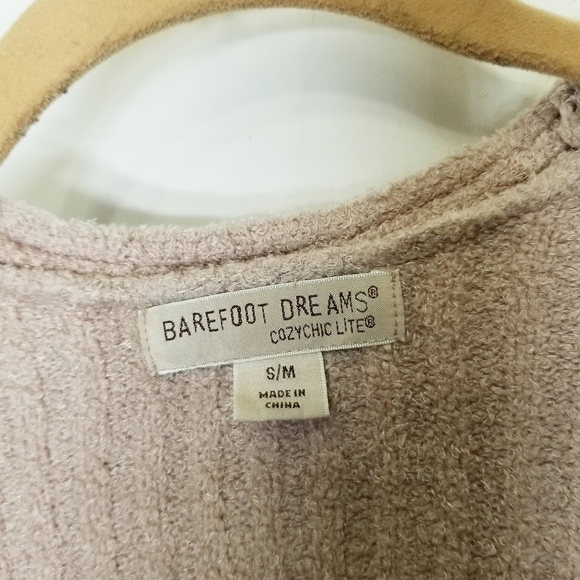 BAREFOOT DREAMS®
COZYCHIC LiTE®
S/M
MADE IN
CHINA